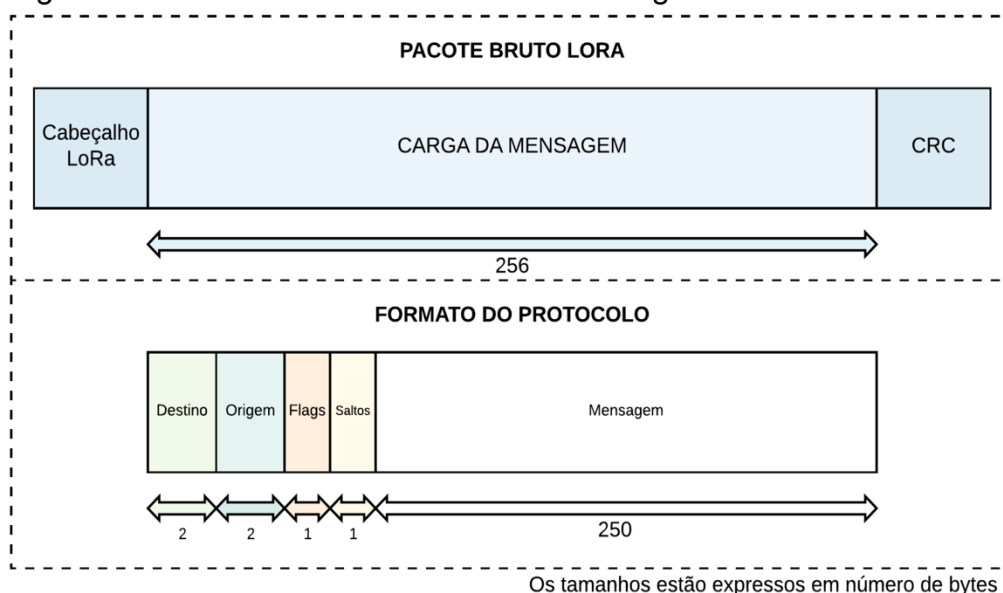 PACOTE BRUTO LORA
Cabeçalho
LoRa
CARGA DA MENSAGEM
CRC
256
FORMATO DO PROTOCOLO
Destino
Origem
Flags
Saltos
Mensagem
2
2
1
1
250
Os tamanhos estão expressos em número de bytes